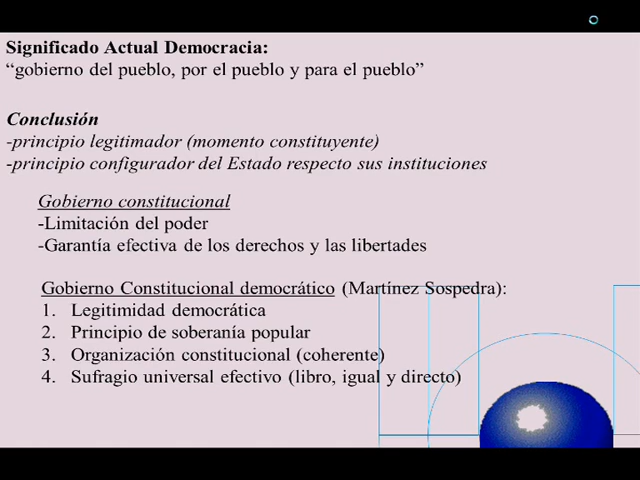 Significado Actual Democracia:
“gobierno del pueblo, por el pueblo y para el pueblo”
Conclusión
-principio legitimador (momento constituyente)
-principio configurador del Estado respecto sus instituciones
Gobierno constitucional
-Limitación del poder
-Garantía efectiva de los derechos y las libertades
Gobierno Constitucional democrático (Martínez Sospedra):
1. Legitimidad democrática
2. Principio de soberanía popular
3. Organización constitucional (coherente)
4. Sufragio universal efectivo (libro, igual y directo)